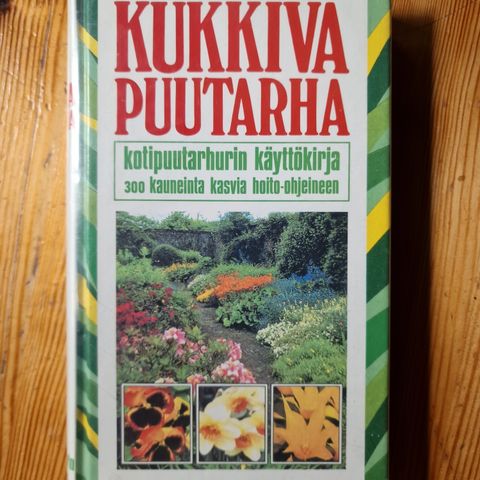 KUKKIVA
PUUTARHA
kotipuutarhurin käyttökirja
300 kauneinta kasvia hoito-ohjeineen